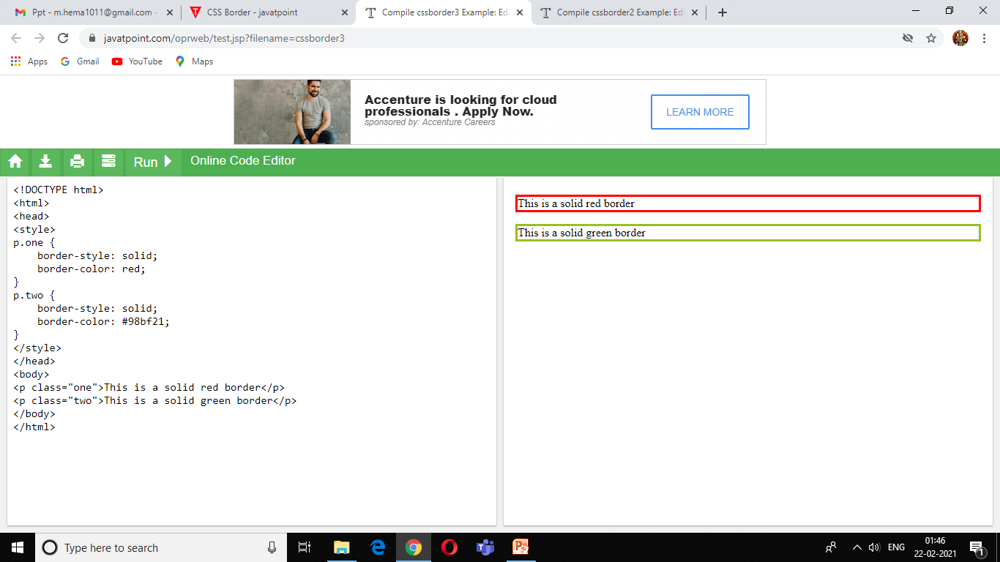 Ppt - m.hema1011@gmail.com -
CSS Border - javatpoint
Compile cssborder3 Example: Edi
Compile cssborder2 Example: Edi
javatpoint.com/oprweb/test.jsp?filename=cssborder3
Apps
Gmail
YouTube
Maps
Accenture is looking for cloud
professionals . Apply Now.
sponsored by: Accenture Careers
LEARN MORE
Run
Online Code Editor
<!DOCTYPE html>
<html>
<head>
<style>
p.one {
    border-style: solid;
    border-color: red;
}
p.two {
    border-style: solid;
    border-color: #98bf21;
}
</style>
</head>
<body>
<p class="one">This is a solid red border</p>
<p class="two">This is a solid green border</p>
</body>
</html>
This is a solid red border
This is a solid green border
Type here to search
ENG
01:46
22-02-2021
1